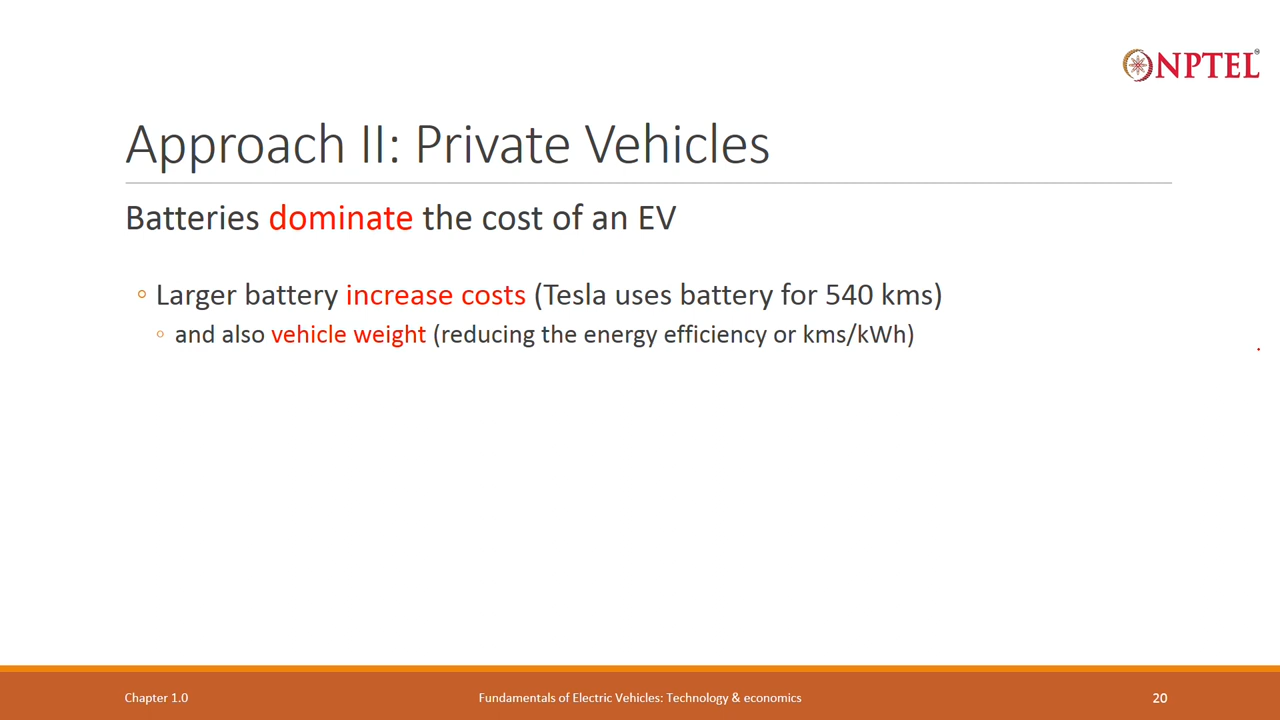 NPTEL
Approach II: Private Vehicles
Batteries dominate the cost of an EV
Larger battery increase costs (Tesla uses battery for 540 kms)
and also vehicle weight (reducing the energy efficiency or kms/kWh)
Chapter 1.0
Fundamentals of Electric Vehicles: Technology & economics
20